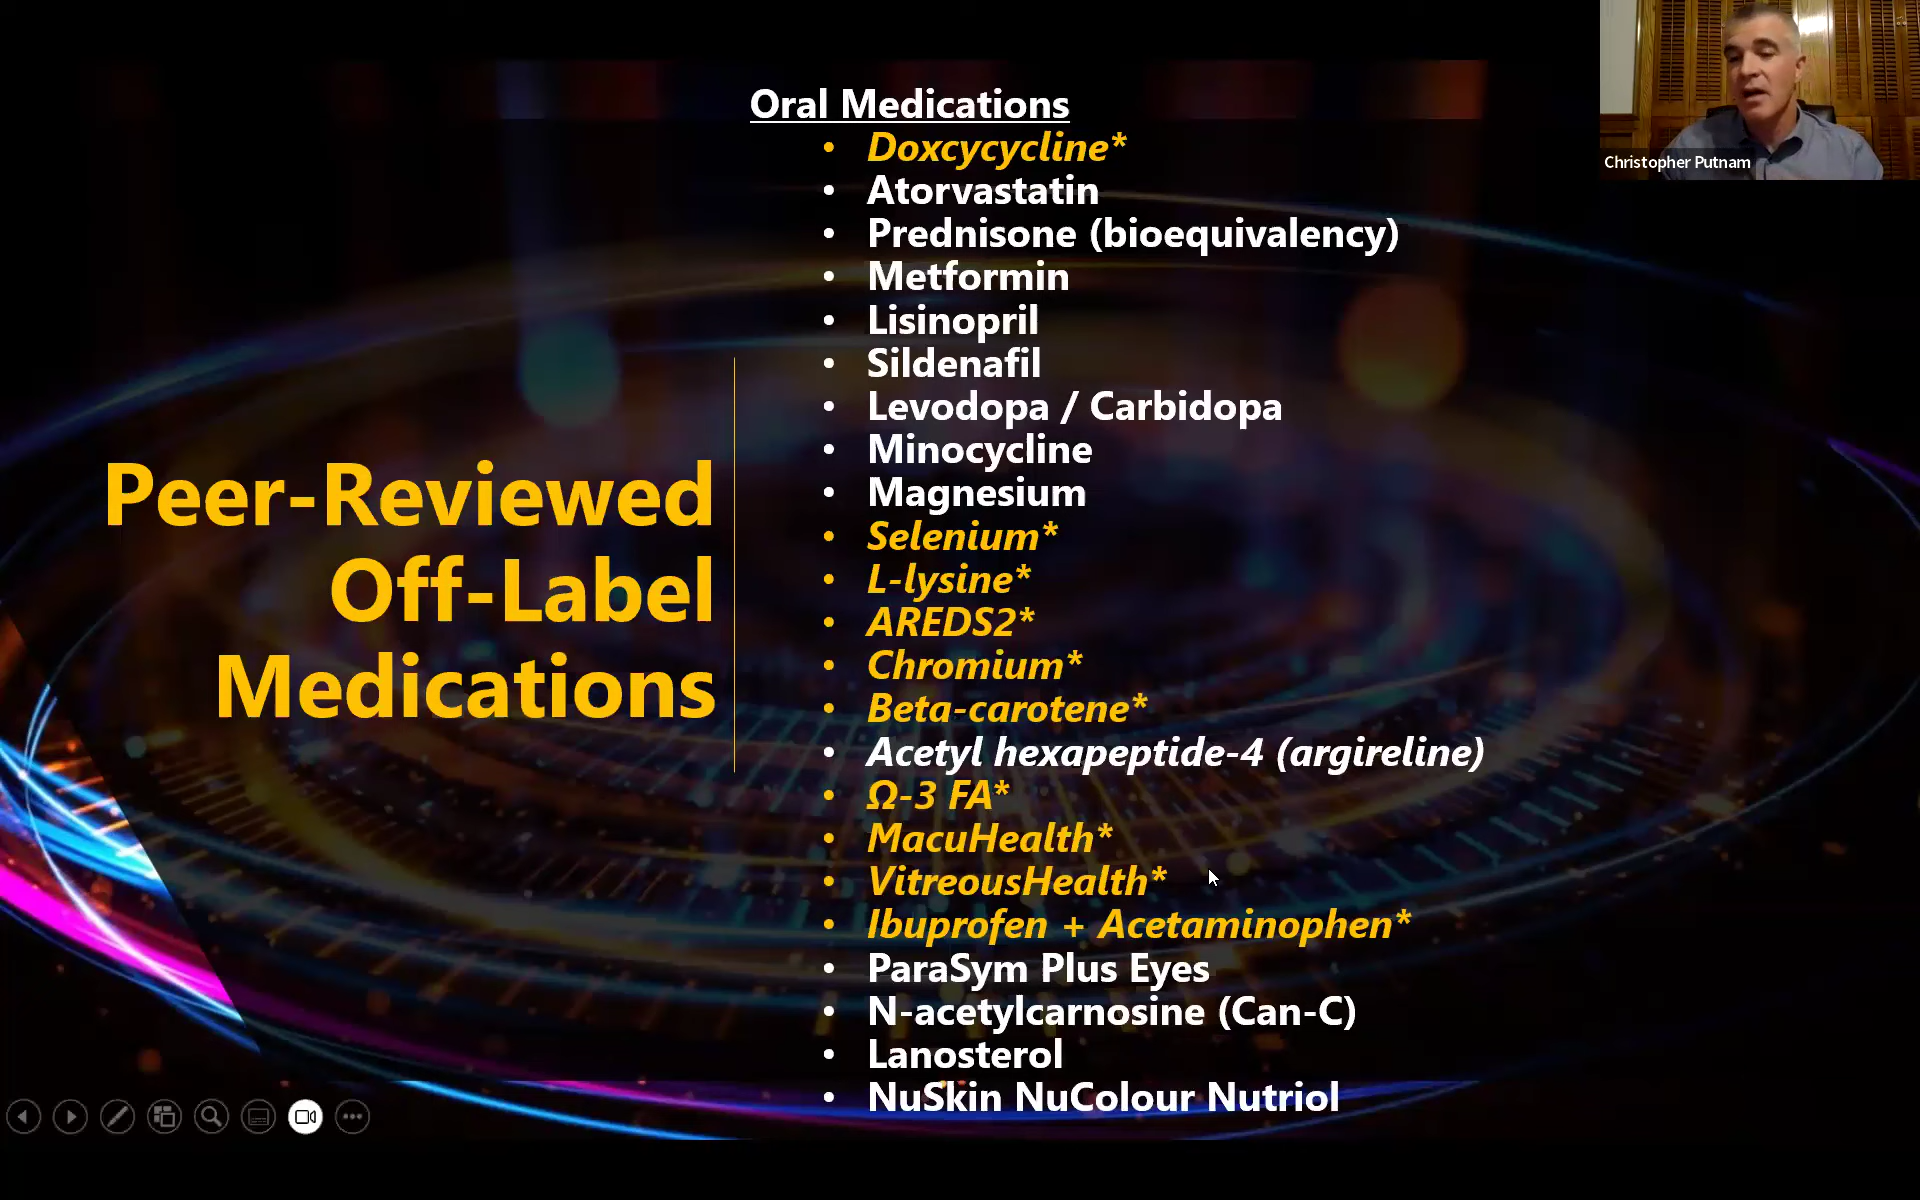 Peer-Reviewed
Off-Label
Medications
Oral Medications
• Doxcycycline*
• Atorvastatin
• Prednisone (bioequivalency)
• Metformin
• Lisinopril
• Sildenafil
• Levodopa / Carbidopa
• Minocycline
• Magnesium
• Selenium*
• L-lysine*
• AREDS2*
• Chromium*
• Beta-carotene*
• Acetyl hexapeptide-4 (argireline)
• Ω-3 FA*
• MacuHealth*
• VitreousHealth*
• Ibuprofen + Acetaminophen*
• ParaSym Plus Eyes
• N-acetylcarnosine (Can-C)
• Lanosterol
• NuSkin NuColour Nutriol
Christopher Putnam